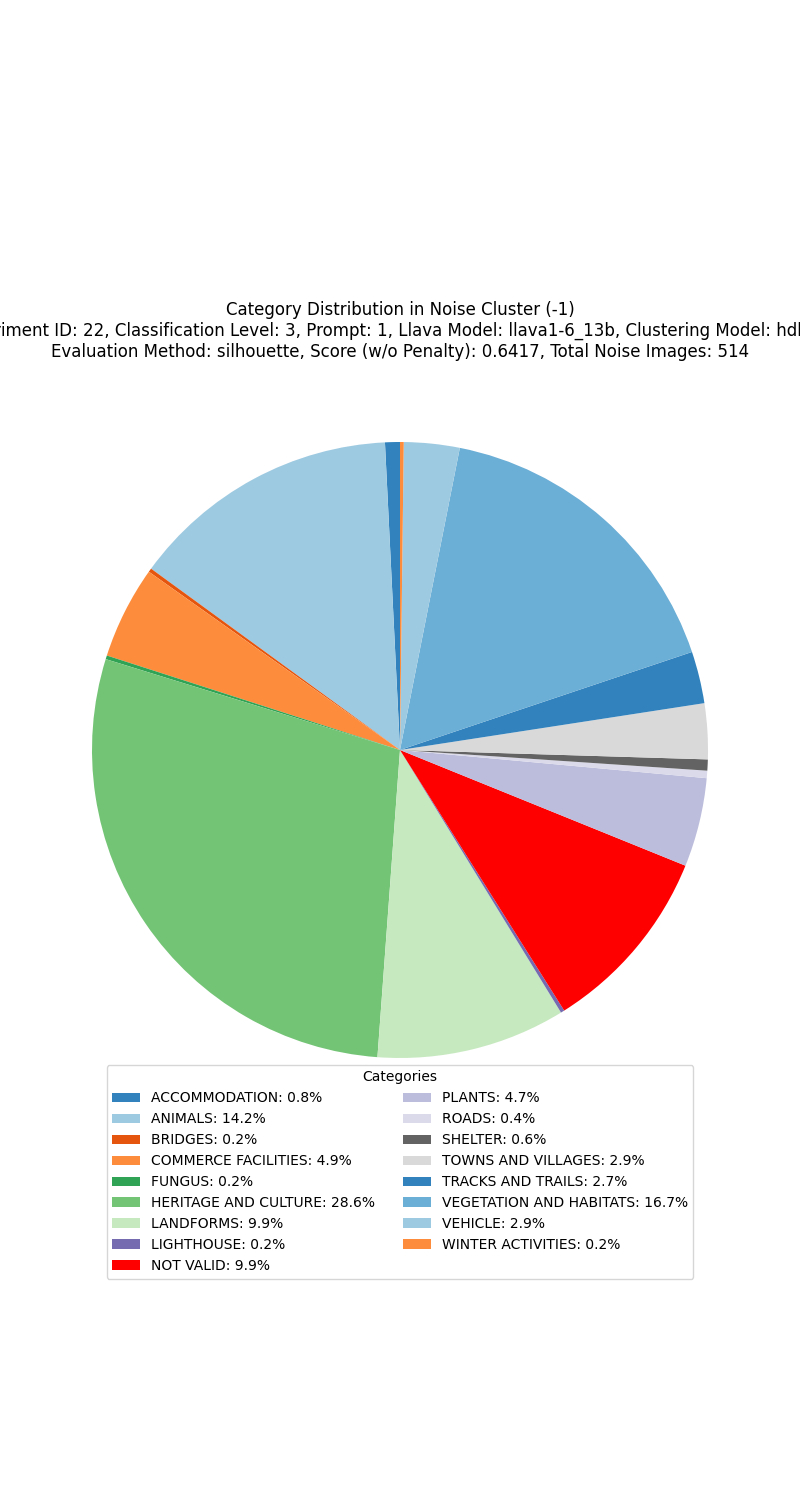 Category Distribution in Noise Cluster (-1)
ID: 22, Classification Level: 3, Prompt: 1, Llava Model: llava1-6_13b, Clustering Model:
Evaluation Method: silhouette, Score (w/o Penalty): 0.6417, Total Noise Images: 514
Categories
ACCOMMODATION: 0.8%
ANIMALS: 14.2%
BRIDGES: 0.2%
COMMERCE FACILITIES: 4.9%
FUNGUS: 0.2%
HERITAGE AND CULTURE: 28.6%
LANDFORMS: 9.9%
LIGHTHOUSE: 0.2%
NOT VALID: 9.9%
PLANTS: 4.7%
ROADS: 0.4%
SHELTER: 0.6%
TOWNS AND VILLAGES: 2.9%
TRACKS AND TRAILS: 2.7%
VEGETATION AND HABITATS: 16.7%
VEHICLE: 2.9%
WINTER ACTIVITIES: 0.2%